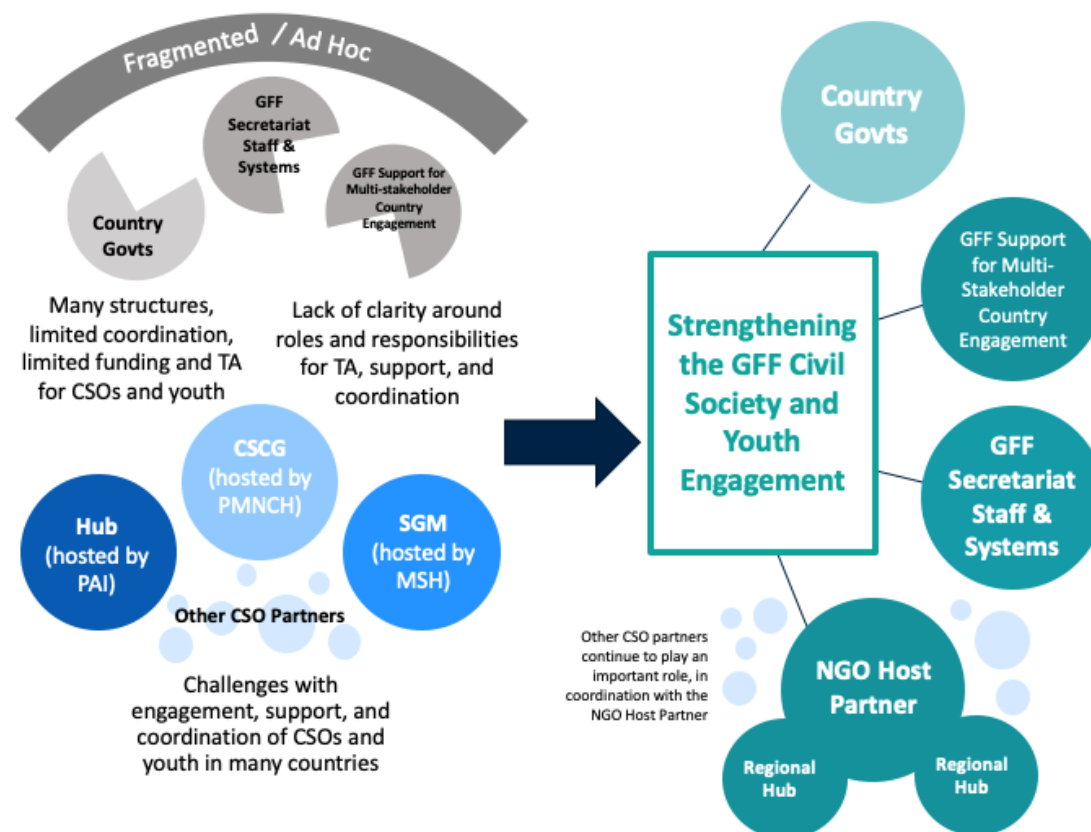 Fragmented / Ad Hoc
GFF
Secretariat
Staff &
Systems
GFF Support for
Multi-stakeholder
Country
Engagement
Country
Govts
Many structures,
limited coordination,
limited funding and TA
for CSOs and youth
Lack of clarity around
roles and responsibilities
for TA, support, and
coordination
CSCG
(hosted by
PMNCH)
Hub
(hosted by
PAI)
SGM
(hosted by
MSH)
Other CSO Partners
Challenges with
engagement, support, and
coordination of CSOs and
youth in many countries
Country
Govts
GFF Support
for Multi-
Stakeholder
Country
Engagement
Strengthening
the GFF Civil
Society and
Youth
Engagement
GFF
Secretariat
Staff &
Systems
Other CSO partners
continue to play an
important role, in
coordination with the
NGO Host Partner
NGO Host
Partner
Regional
Hub
Regional
Hub